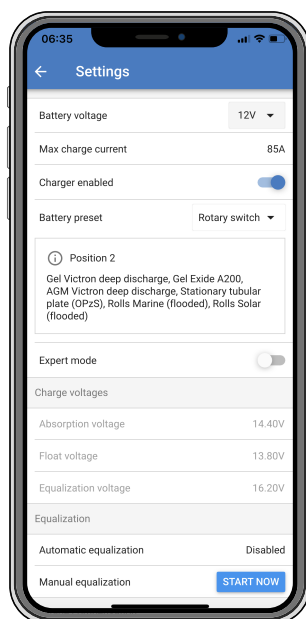 06:35
Settings
Battery voltage 12V
Max charge current 85A
Charger enabled
Battery preset Rotary switch
Position 2
Gel Victron deep discharge, Gel Exide A200,
AGM Victron deep discharge, Stationary tubular
plate (OPzS), Rolls Marine (flooded), Rolls Solar
(flooded)
Expert mode
Charge voltages
Absorption voltage 14.40V
Float voltage 13.80V
Equalization voltage 16.20V
Equalization
Automatic equalization Disabled
Manual equalization START NOW